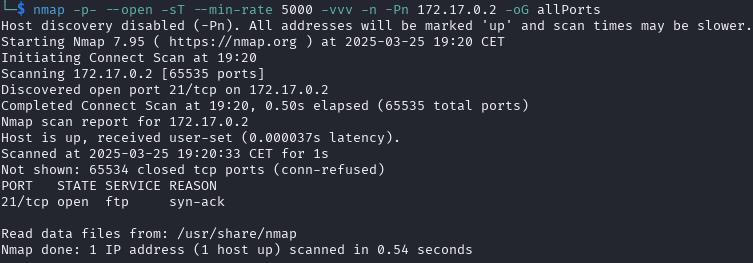 └─$ nmap -p- --open -sT --min-rate 5000 -vvv -n -Pn 172.17.0.2 -oG allPorts
Host discovery disabled (-Pn). All addresses will be marked 'up' and scan times may be slower.
Starting Nmap 7.95 ( https://nmap.org ) at 2025-03-25 19:20 CET
Initiating Connect Scan at 19:20
Scanning 172.17.0.2 [65535 ports]
Discovered open port 21/tcp on 172.17.0.2
Completed Connect Scan at 19:20, 0.50s elapsed (65535 total ports)
Nmap scan report for 172.17.0.2
Host is up, received user-set (0.000037s latency).
Scanned at 2025-03-25 19:20:33 CET for 1s
Not shown: 65534 closed tcp ports (conn-refused)
PORT   STATE SERVICE REASON
21/tcp open  ftp     syn-ack

Read data files from: /usr/share/nmap
Nmap done: 1 IP address (1 host up) scanned in 0.54 seconds